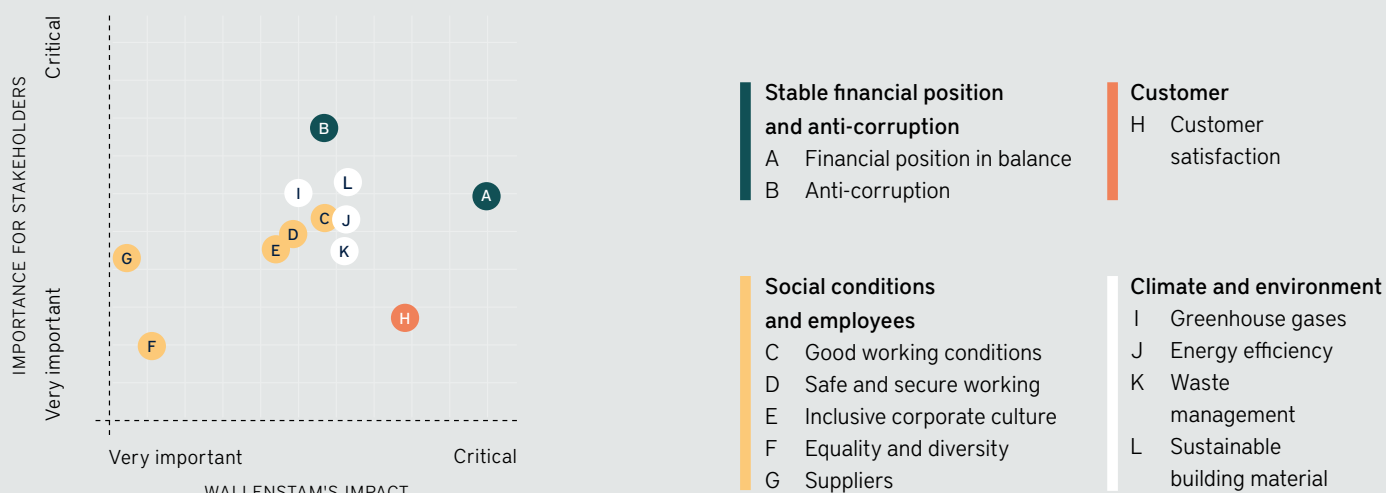 IMPORTANCE FOR STAKEHOLDERS
Critical
Very important
B
L
I
A
C
J
D
E
K
G
H
F
Very important
Critical
WALLENSTAM'S IMPACT
Stable financial position
and anti-corruption
A Financial position in balance
B Anti-corruption
Customer
H Customer
satisfaction
Social conditions
and employees
C Good working conditions
D Safe and secure working
E Inclusive corporate culture
F Equality and diversity
G Suppliers
Climate and environment
I Greenhouse gases
J Energy efficiency
K Waste
management
L Sustainable
building material